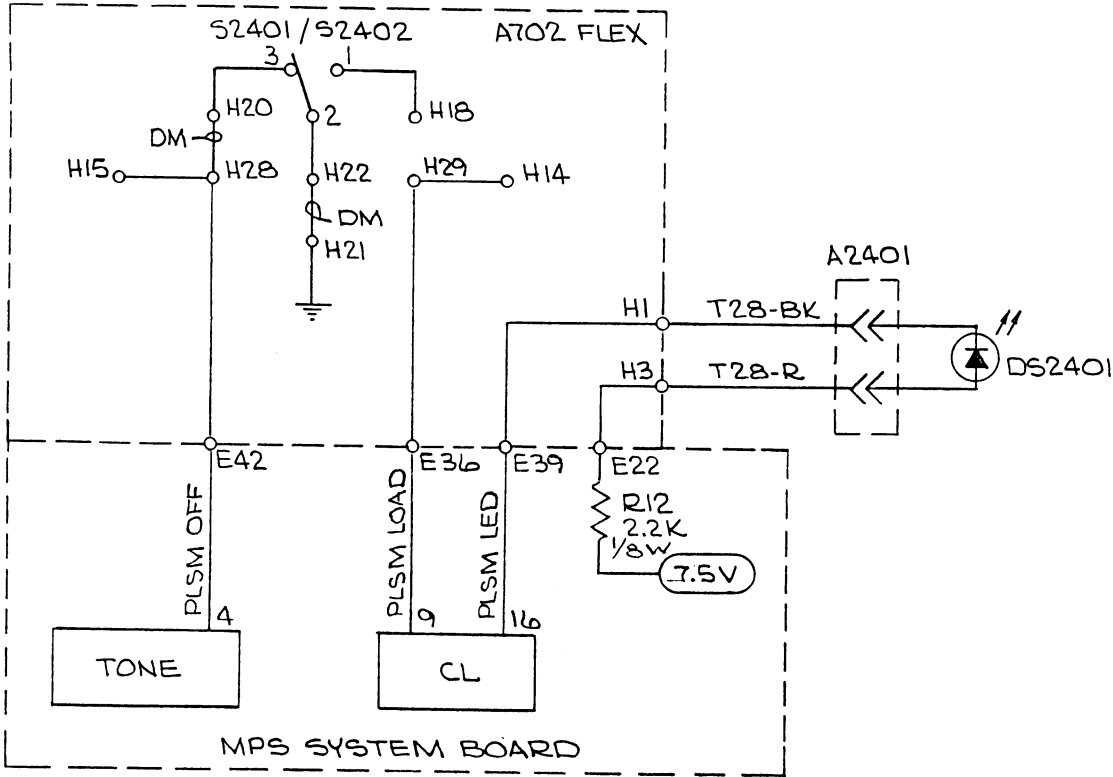 S2401/S2402
A702 FLEX
3
1
H20
2
H18
DM
H15
H28
H22
H29
H14
DM
H21
A2401
H1
T28-BK
DS2401
H3
T28-R
E42
E36
E39
E22
PLSM OFF
PLSM LOAD
PLSM LED
R12
2.2K
1/8W
7.5V
4
9
16
TONE
CL
MPS SYSTEM BOARD